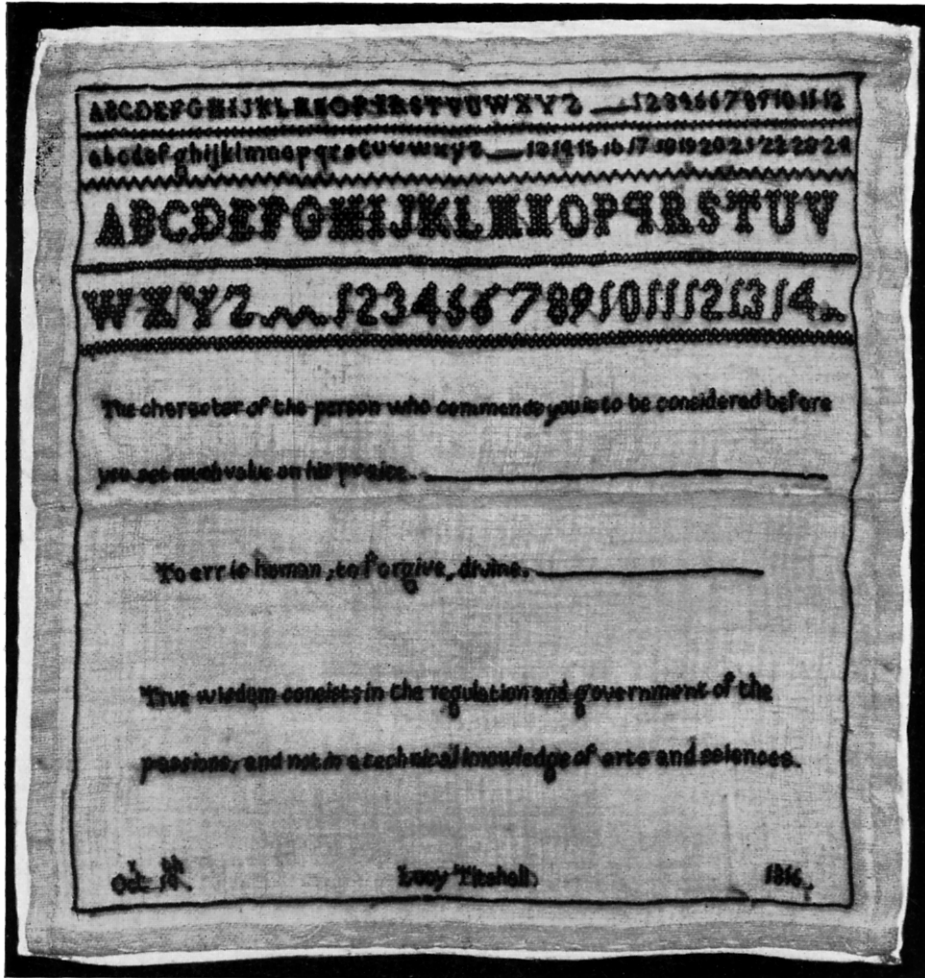 ABCDEFGHIJKLMNOPQRSTVUWXYZ 123456789101112
abcdefghijklmnopqrstuvwxyz 131415161718192021222324
ABCDEFGHIJKLMNOPQRSTUV
WXYZ 1234567891011121314
The character of the person who commends you is to be considered before
you set much value on his praise.
To err is human, to forgive, divine.
True wisdom consists in the regulation and government of the
passions, and not in a technical knowledge of arts and sciences.
Oct. Lucy 1816.